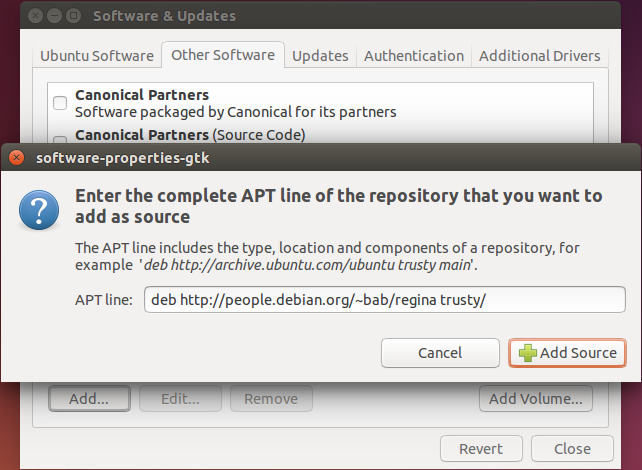 Software & Updates
Ubuntu Software Other Software Updates Authentication Additional Drivers
Canonical Partners
Software packaged by Canonical for its partners
Canonical Partners (Source Code)
software-properties-gtk
Enter the complete APT line of the repository that you want to
add as source
The APT line includes the type, location and components of a repository, for
example 'deb http://archive.ubuntu.com/ubuntu trusty main'.
APT line: deb http://people.debian.org/~bab/regina trusty/
Cancel Add Source
Add... Edit... Remove Add Volume...
Revert Close